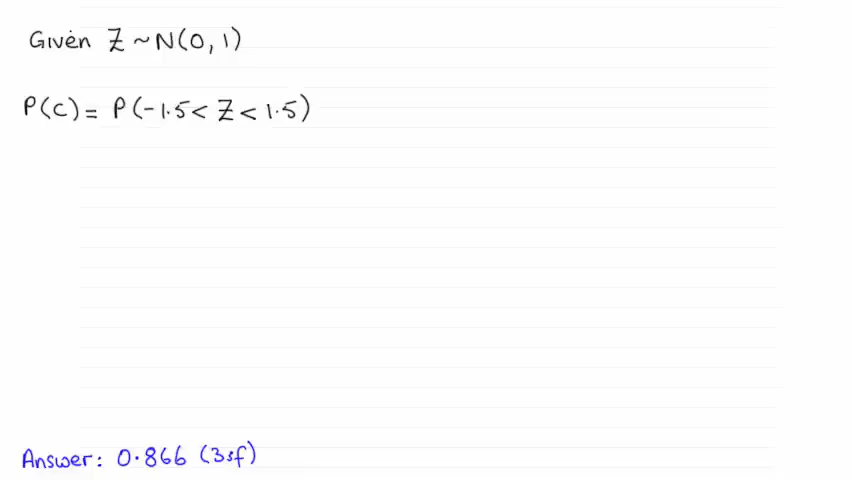 Given Z ~ N(0, 1)
P(C) = P(-1.5 < Z < 1.5)
Answer: 0.866 (3sf)